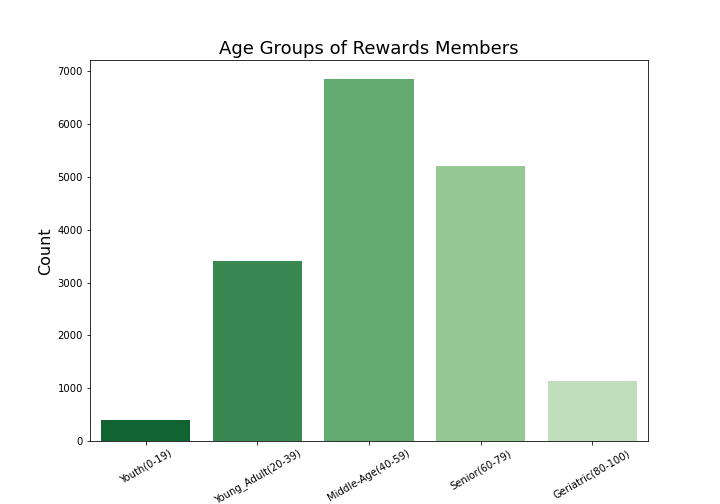 Age Groups of Rewards Members
Count
7000
6000
5000
4000
3000
2000
1000
0
Youth(0-19)
Young_Adult(20-39)
Middle-Age(40-59)
Senior(60-79)
Geriatric(80-100)